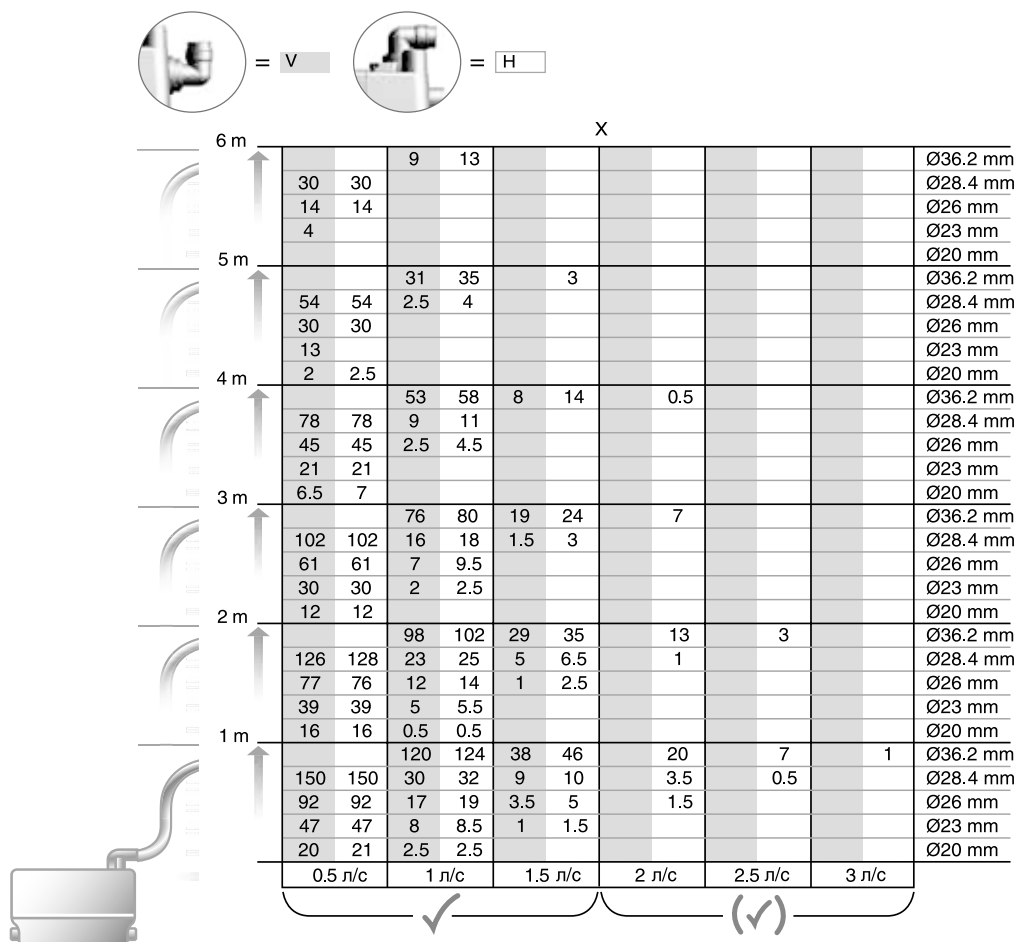 = V = H
X
6 m
9 13 Ø36.2 mm
30 30 Ø28.4 mm
14 14 Ø26 mm
4 Ø23 mm
Ø20 mm
5 m
31 35 3 Ø36.2 mm
54 54 2.5 4 Ø28.4 mm
30 30 Ø26 mm
13 Ø23 mm
2 2.5 Ø20 mm
4 m
53 58 8 14 0.5 Ø36.2 mm
78 78 9 11 Ø28.4 mm
45 45 2.5 4.5 Ø26 mm
21 21 Ø23 mm
6.5 7 Ø20 mm
3 m
76 80 19 24 7 Ø36.2 mm
102 102 16 18 1.5 3 Ø28.4 mm
61 61 7 9.5 Ø26 mm
30 30 2 2.5 Ø23 mm
12 12 Ø20 mm
2 m
98 102 29 35 13 3 Ø36.2 mm
126 128 23 25 5 6.5 1 Ø28.4 mm
77 76 12 14 1 2.5 Ø26 mm
39 39 5 5.5 Ø23 mm
16 16 0.5 0.5 Ø20 mm
1 m
120 124 38 46 20 7 1 Ø36.2 mm
150 150 30 32 9 10 3.5 0.5 Ø28.4 mm
92 92 17 19 3.5 5 1.5 Ø26 mm
47 47 8 8.5 1 1.5 Ø23 mm
20 21 2.5 2.5 Ø20 mm
0.5 л/с 1 л/с 1.5 л/с 2 л/с 2.5 л/с 3 л/с
✓ (✓)